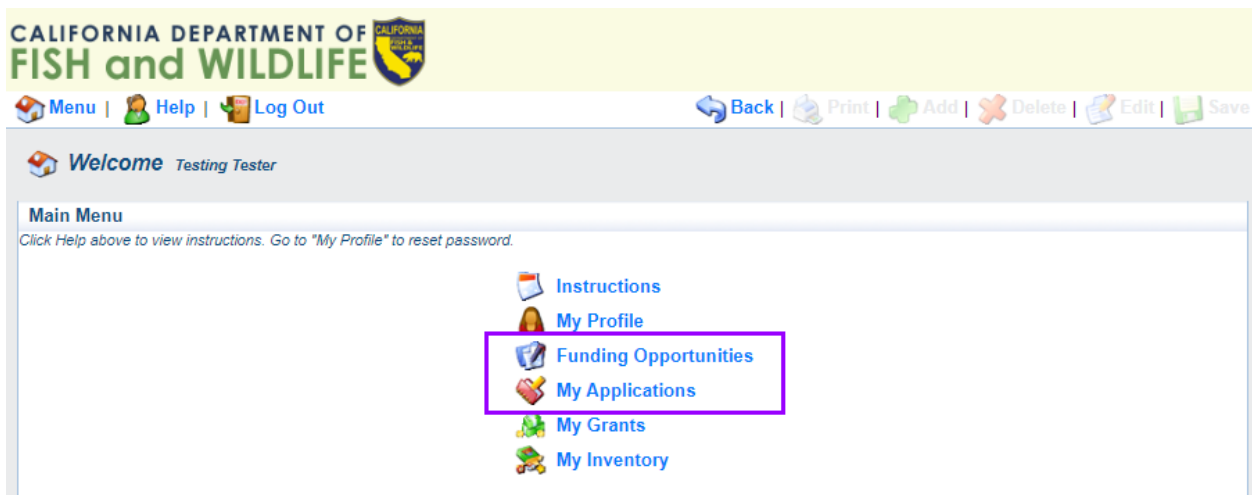 CALIFORNIA DEPARTMENT OF
FISH and WILDLIFE
CALIFORNIA
FISH &
WILDLIFE
Menu | Help | Log Out
Back | Print | Add | Delete | Edit | Save
Welcome Testing Tester
Main Menu
Click Help above to view instructions. Go to "My Profile" to reset password.
Instructions
My Profile
Funding Opportunities
My Applications
My Grants
My Inventory